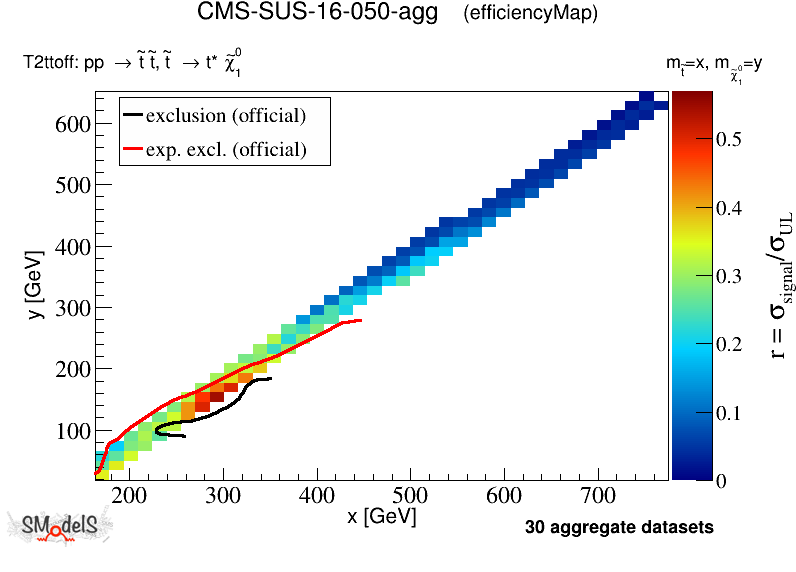 CMS-SUS-16-050-agg (efficiencyMap)
T2ttoff: pp → t̃ t̃, t̃ → t* χ̃⁰₁
m_t̃=x, m_χ̃⁰₁=y
exclusion (official)
exp. excl. (official)
600
500
400
300
200
100
y [GeV]
200 300 400 500 600 700
x [GeV]
0.5
0.4
0.3
0.2
0.1
0
r = σ_signal/σ_UL
SModelS
30 aggregate datasets